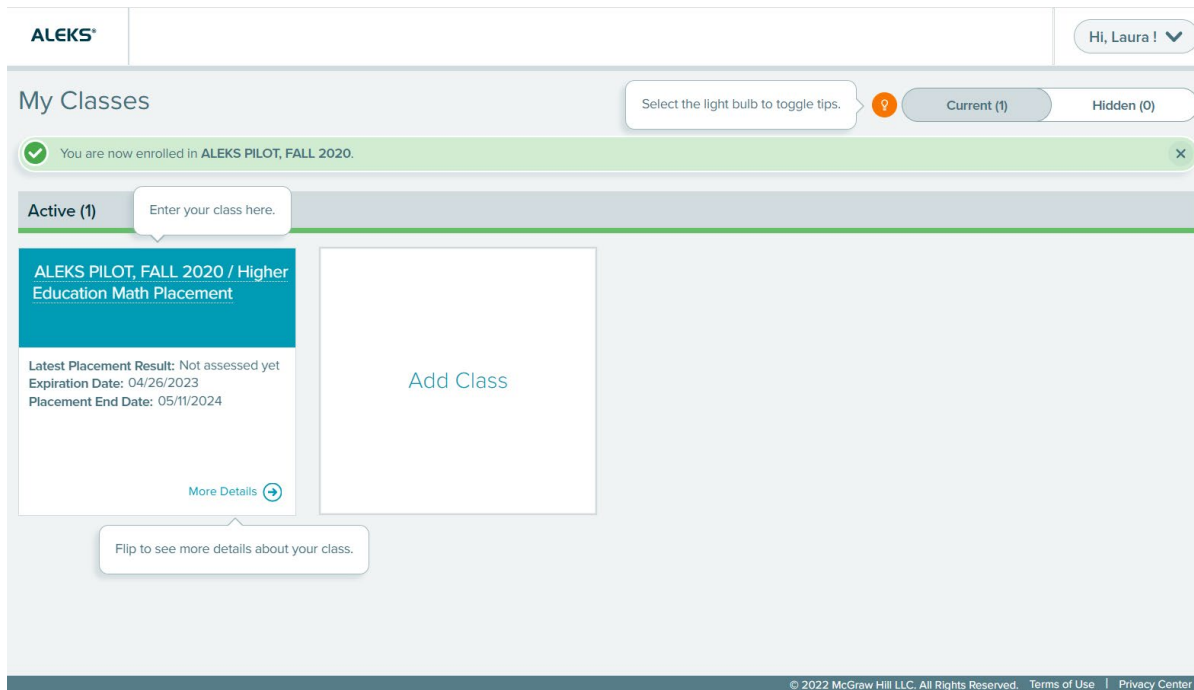 ALEKS®
Hi, Laura !
My Classes
Select the light bulb to toggle tips.
Current (1)
Hidden (0)
You are now enrolled in ALEKS PILOT, FALL 2020.
Active (1)
Enter your class here.
ALEKS PILOT, FALL 2020 / Higher
Education Math Placement
Latest Placement Result: Not assessed yet
Expiration Date: 04/26/2023
Placement End Date: 05/11/2024
More Details
Add Class
Flip to see more details about your class.
© 2022 McGraw Hill LLC. All Rights Reserved. Terms of Use | Privacy Center